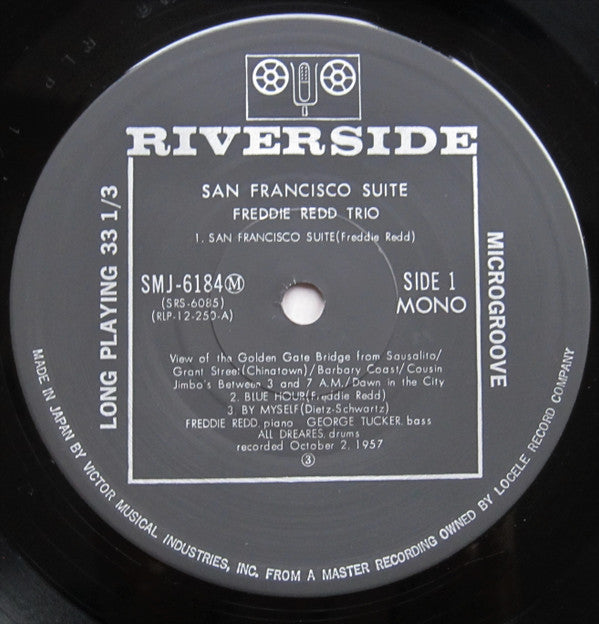 RIVERSIDE
SAN FRANCISCO SUITE
FREDDIE REDD TRIO
1. SAN FRANCISCO SUITE(Freddie Redd)
SMJ-6184Ⓜ
(SRS-6085)
(RLP-12-250-A)
SIDE 1
MONO
View of the Golden Gate Bridge from Sausalito/
Grant Street(Chinatown)/Barbary Coast/Cousin
Jimbo's Between 3 and 7 A.M./Dawn in the City
2. BLUE HOUR(Freddie Redd)
3. BY MYSELF(Dietz-Schwartz)
FREDDIE REDD, piano GEORGE TUCKER, bass
ALL DREARES, drums
recorded October 2, 1957
③
LONG PLAYING 33 1/3
MICROGROOVE
MADE IN JAPAN BY VICTOR MUSICAL INDUSTRIES, INC. FROM A MASTER RECORDING OWNED BY LOCELE RECORD COMPANY